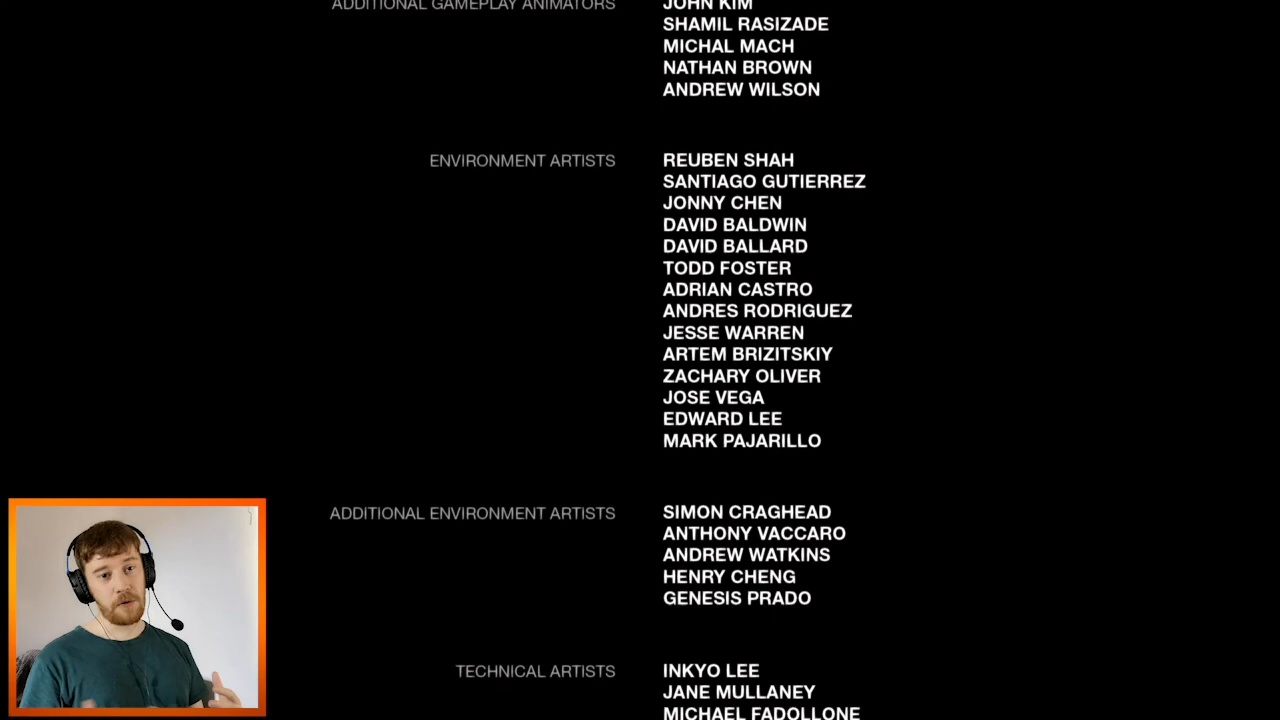 ADDITIONAL GAMEPLAY ANIMATORS JOHN KIM
SHAMIL RASIZADE
MICHAL MACH
NATHAN BROWN
ANDREW WILSON
ENVIRONMENT ARTISTS REUBEN SHAH
SANTIAGO GUTIERREZ
JONNY CHEN
DAVID BALDWIN
DAVID BALLARD
TODD FOSTER
ADRIAN CASTRO
ANDRES RODRIGUEZ
JESSE WARREN
ARTEM BRIZITSKIY
ZACHARY OLIVER
JOSE VEGA
EDWARD LEE
MARK PAJARILLO
ADDITIONAL ENVIRONMENT ARTISTS SIMON CRAGHEAD
ANTHONY VACCARO
ANDREW WATKINS
HENRY CHENG
GENESIS PRADO
TECHNICAL ARTISTS INKYO LEE
JANE MULLANEY
MICHAEL FADOLLONE